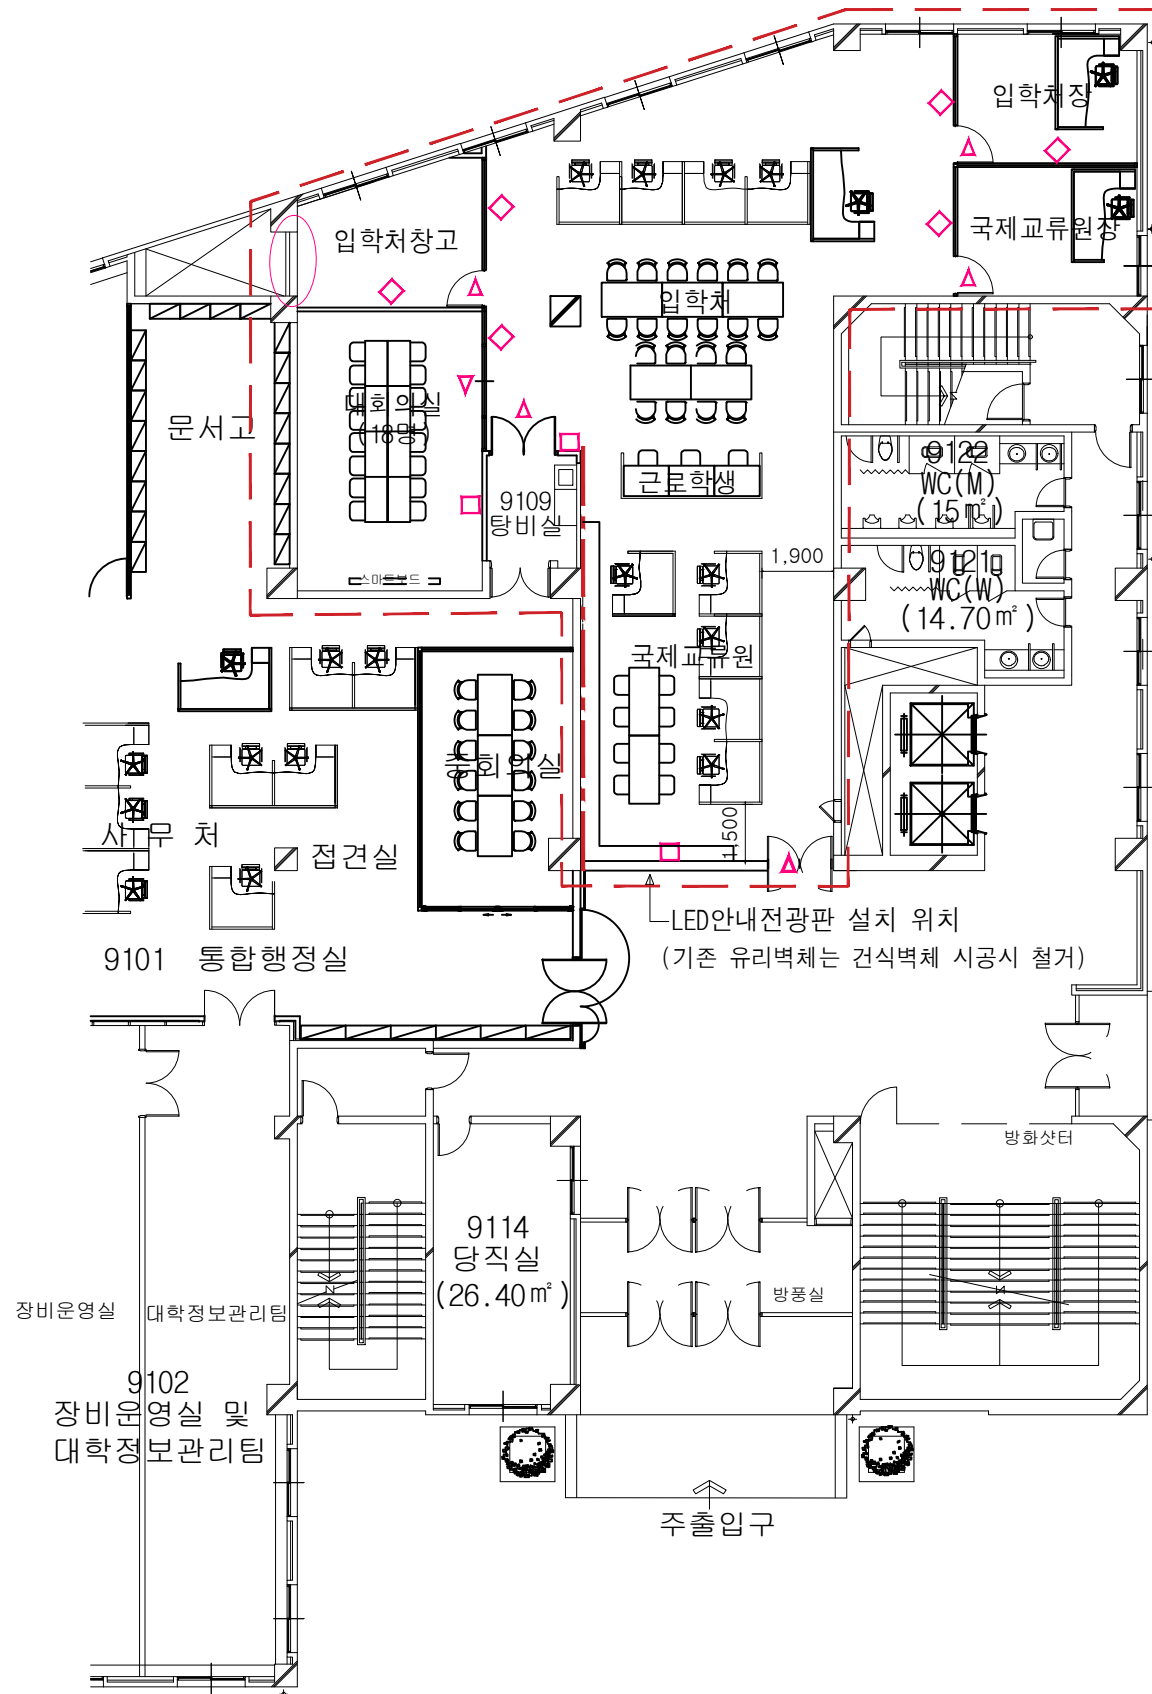 입학처장
국제교류원장
입학처창고
입학처
대회의실
(18명)
문서고
근로학생
9109
탕비실
9122
WC(M)
(15㎡)
1,900
9121
WC(W)
(14.70㎡)
스마트보드
국제교류원
중회의실
1,500
사 무 처
접견실
LED안내전광판 설치 위치
(기존 유리벽체는 건식벽체 시공시 철거)
9101 통합행정실
방화샷터
9114
당직실
(26.40㎡)
방풍실
장비운영실
대학정보관리팀
9102
장비운영실 및
대학정보관리팀
주출입구